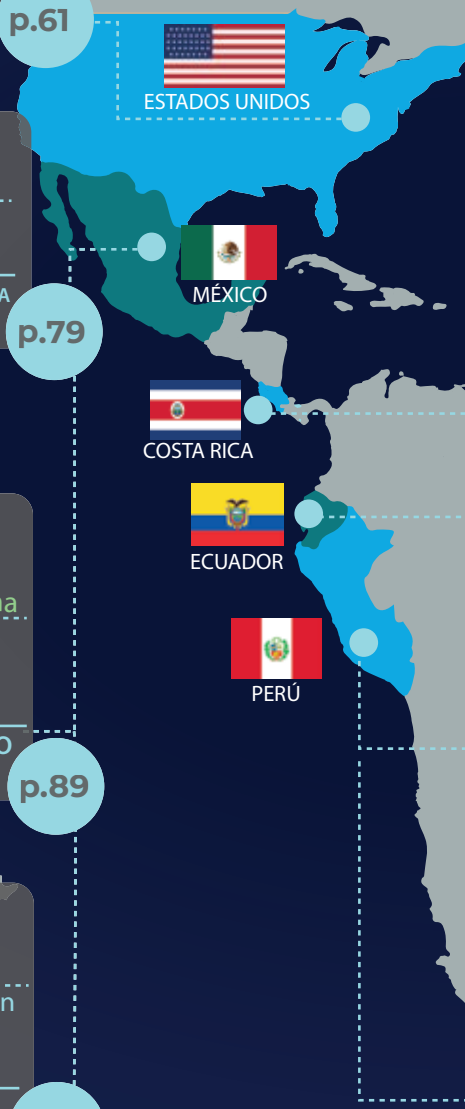 p.61
ESTADOS UNIDOS
MÉXICO
A
p.79
COSTA RICA
ECUADOR
a
PERÚ
O
p.89
n